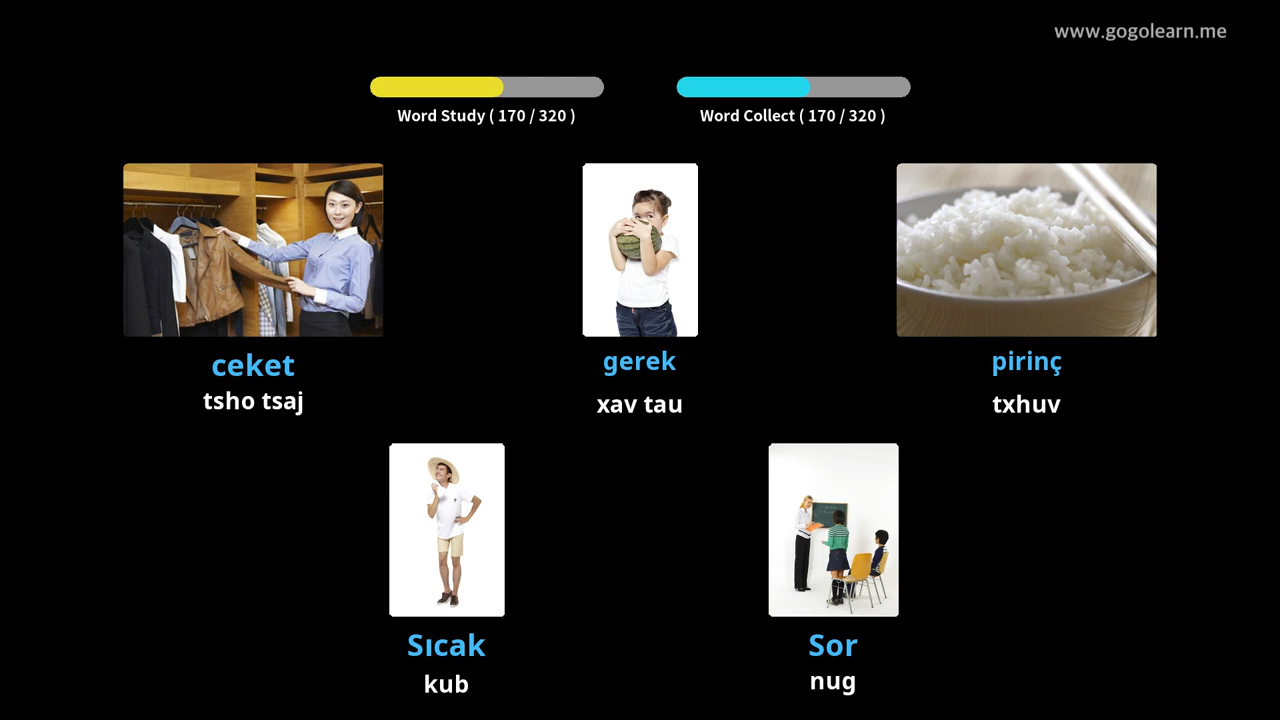 www.gogolearn.me
Word Study ( 170 / 320 )
Word Collect ( 170 / 320 )
ceket
tsho tsaj
gerek
xav tau
pirinç
txhuv
Sıcak
kub
Sor
nug